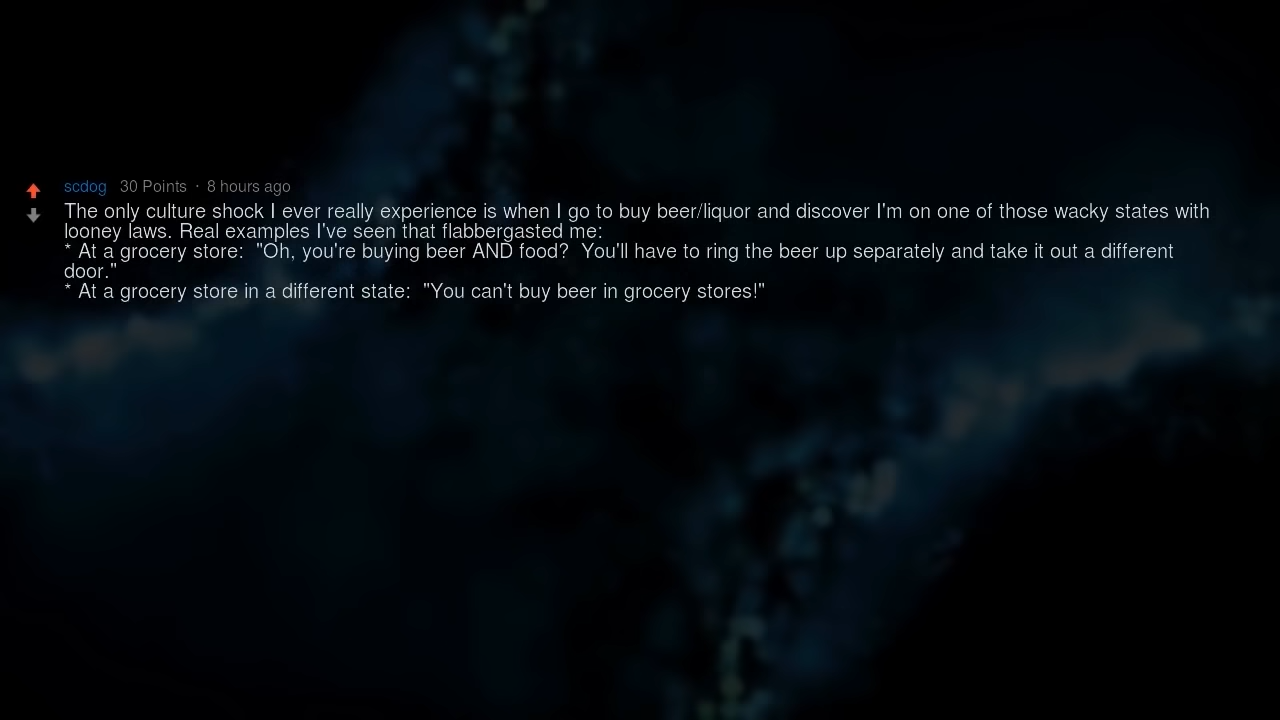 scdog 30 Points · 8 hours ago
The only culture shock I ever really experience is when I go to buy beer/liquor and discover I'm on one of those wacky states with
looney laws. Real examples I've seen that flabbergasted me:
* At a grocery store:  "Oh, you're buying beer AND food?  You'll have to ring the beer up separately and take it out a different
door."
* At a grocery store in a different state:  "You can't buy beer in grocery stores!"